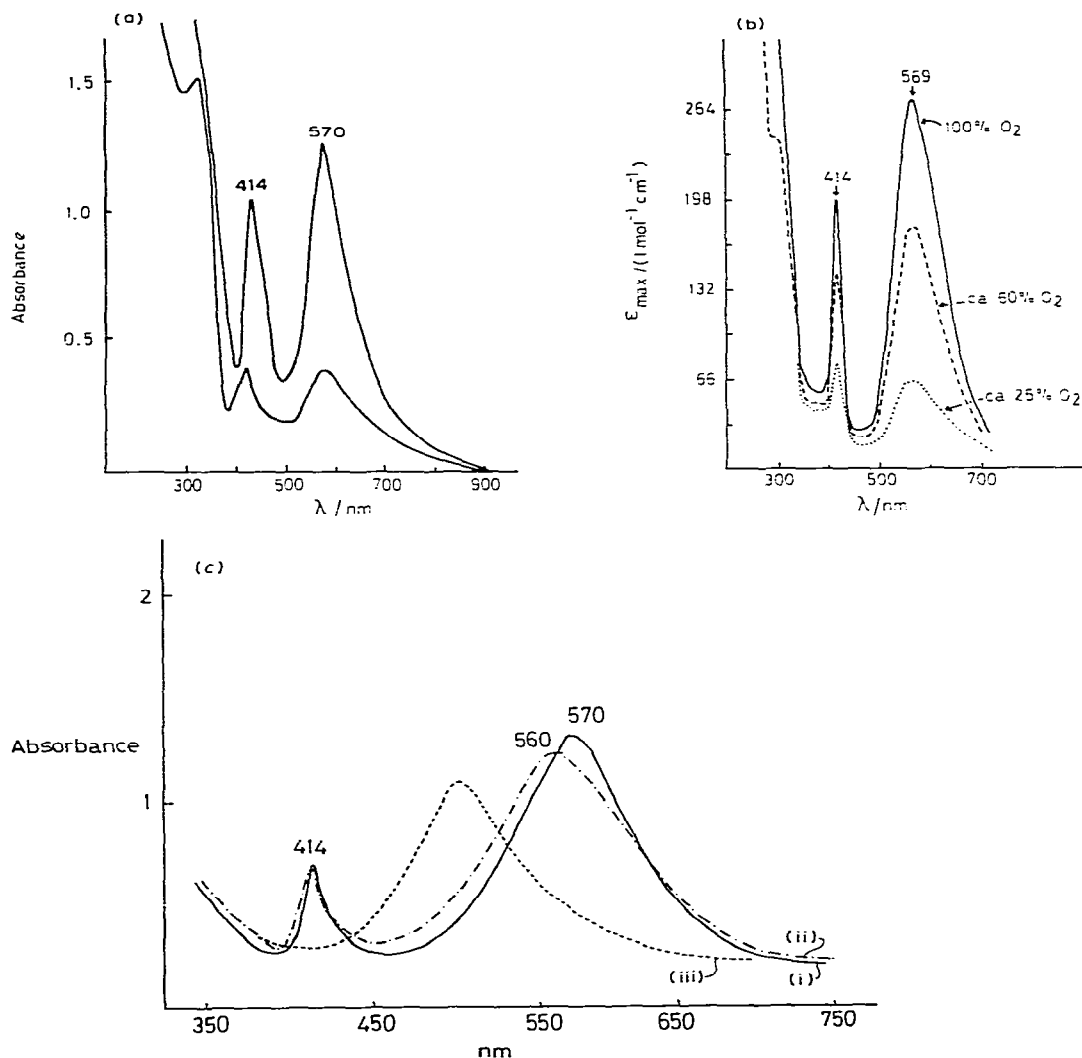 (a)
1.5
1.0
0.5
Absorbance
414
570
300 500 700 900
λ / nm
(b)
264
198
132
66
εmax / (l mol⁻¹ cm⁻¹)
414
569
100% O2
ca 60% O2
ca 25% O2
300 500 700
λ / nm
(c)
2
1
Absorbance
414
560
570
(ii)
(iii)
(i)
350 450 550 650 750
nm